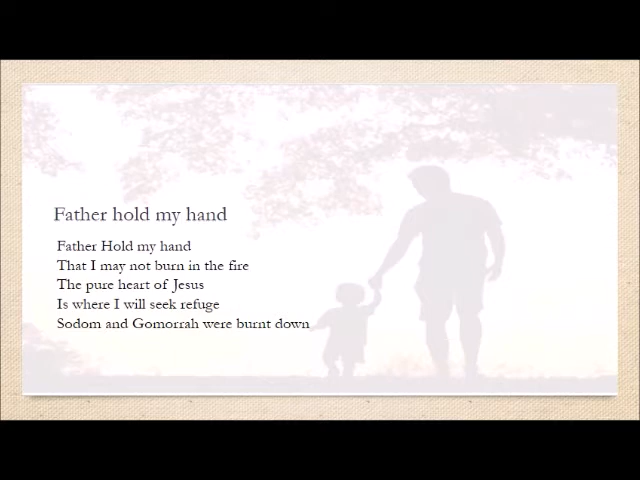 Father hold my hand
Father Hold my hand
That I may not burn in the fire
The pure heart of Jesus
Is where I will seek refuge
Sodom and Gomorrah were burnt down